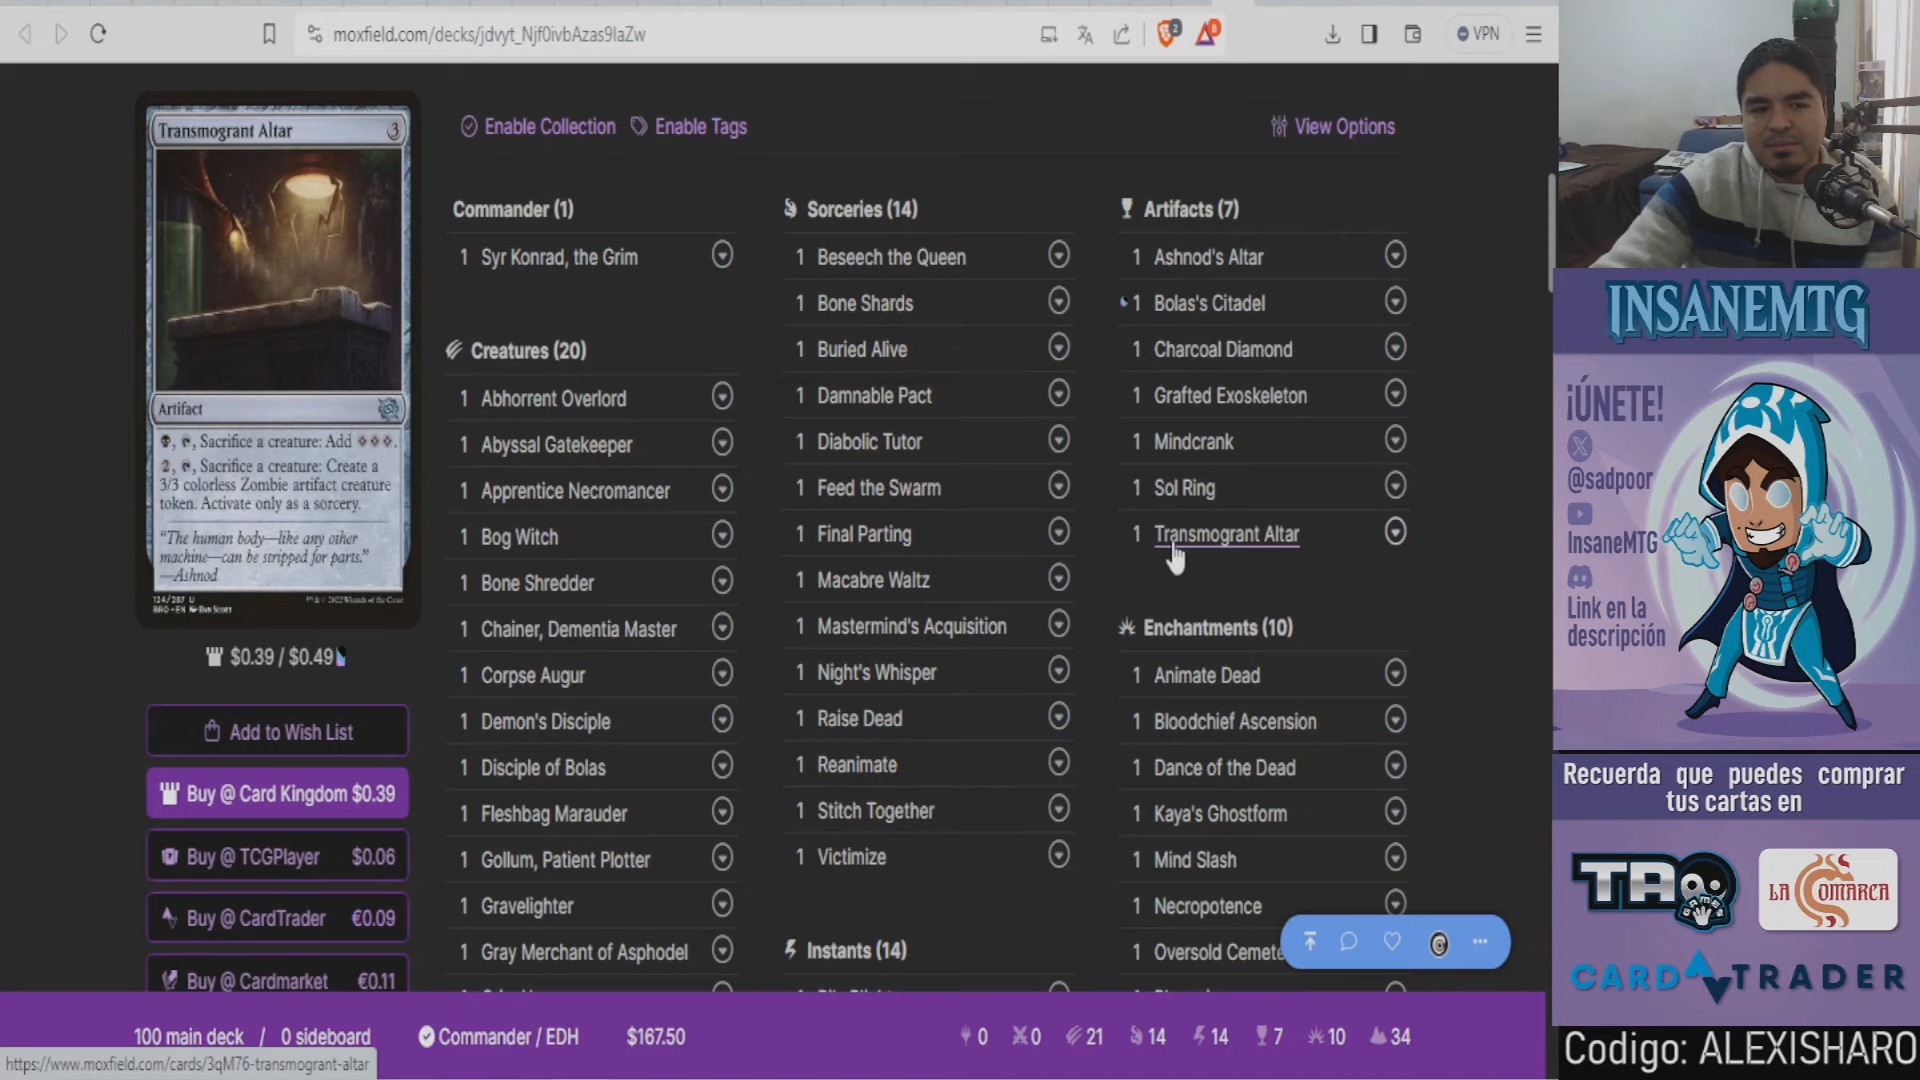 moxfield.com/decks/jdvyt_Njf0ivbAzas9IaZw
2
VPN
Transmogrant Altar 3
Artifact
, Sacrifice a creature: Add
2, Sacrifice a creature: Create a
3/3 colorless Zombie artifact creature
token. Activate only as a sorcery.
"The human body—like any other
machine—can be stripped for parts."
—Ashnod
$0.39 / $0.49
Add to Wish List
Buy @ Card Kingdom $0.39
Buy @ TCGPlayer $0.06
Buy @ CardTrader €0.09
Buy @ Cardmarket €0.11
Enable Collection
Enable Tags
View Options
Commander (1)
1 Syr Konrad, the Grim
Creatures (20)
1 Abhorrent Overlord
1 Abyssal Gatekeeper
1 Apprentice Necromancer
1 Bog Witch
1 Bone Shredder
1 Chainer, Dementia Master
1 Corpse Augur
1 Demon's Disciple
1 Disciple of Bolas
1 Fleshbag Marauder
1 Gollum, Patient Plotter
1 Gravelighter
1 Gray Merchant of Asphodel
Sorceries (14)
1 Beseech the Queen
1 Bone Shards
1 Buried Alive
1 Damnable Pact
1 Diabolic Tutor
1 Feed the Swarm
1 Final Parting
1 Macabre Waltz
1 Mastermind's Acquisition
1 Night's Whisper
1 Raise Dead
1 Reanimate
1 Stitch Together
1 Victimize
Instants (14)
Artifacts (7)
1 Ashnod's Altar
1 Bolas's Citadel
1 Charcoal Diamond
1 Grafted Exoskeleton
1 Mindcrank
1 Sol Ring
1 Transmogrant Altar
Enchantments (10)
1 Animate Dead
1 Bloodchief Ascension
1 Dance of the Dead
1 Kaya's Ghostform
1 Mind Slash
1 Necropotence
1 Oversold Cemete
100 main deck / 0 sideboard
Commander / EDH
$167.50
0 0 21 14 14 7 10 34
https://www.moxfield.com/cards/3qM76-transmogrant-altar
INSANEMTG
¡ÚNETE!
@sadpoor
InsaneMTG
Link en la
descripción
Recuerda que puedes comprar
tus cartas en
TAO
GAMES
LA COMARCA
CARD TRADER
Codigo: ALEXISHARO